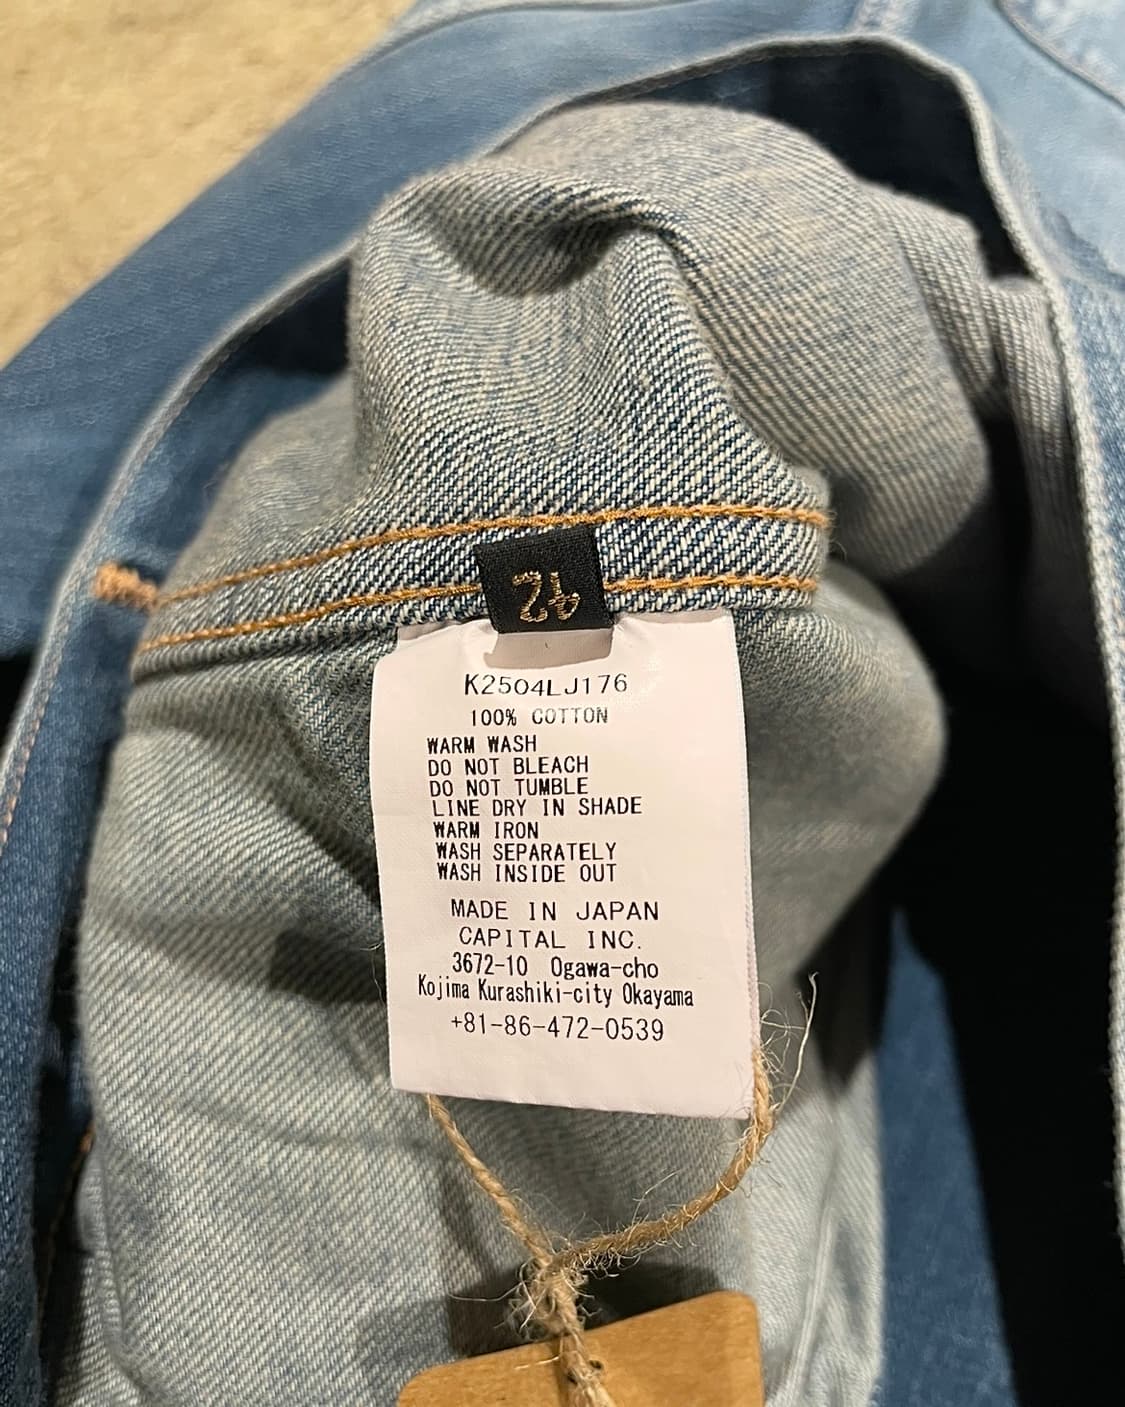 K2504LJ176
100% COTTON
WARM WASH
DO NOT BLEACH
DO NOT TUMBLE
LINE DRY IN SHADE
WARM IRON
WASH SEPARATELY
WASH INSIDE OUT
MADE IN JAPAN
CAPITAL INC.
3672-10 Ogawa-cho
Kojima Kurashiki-city Okayama
+81-86-472-0539